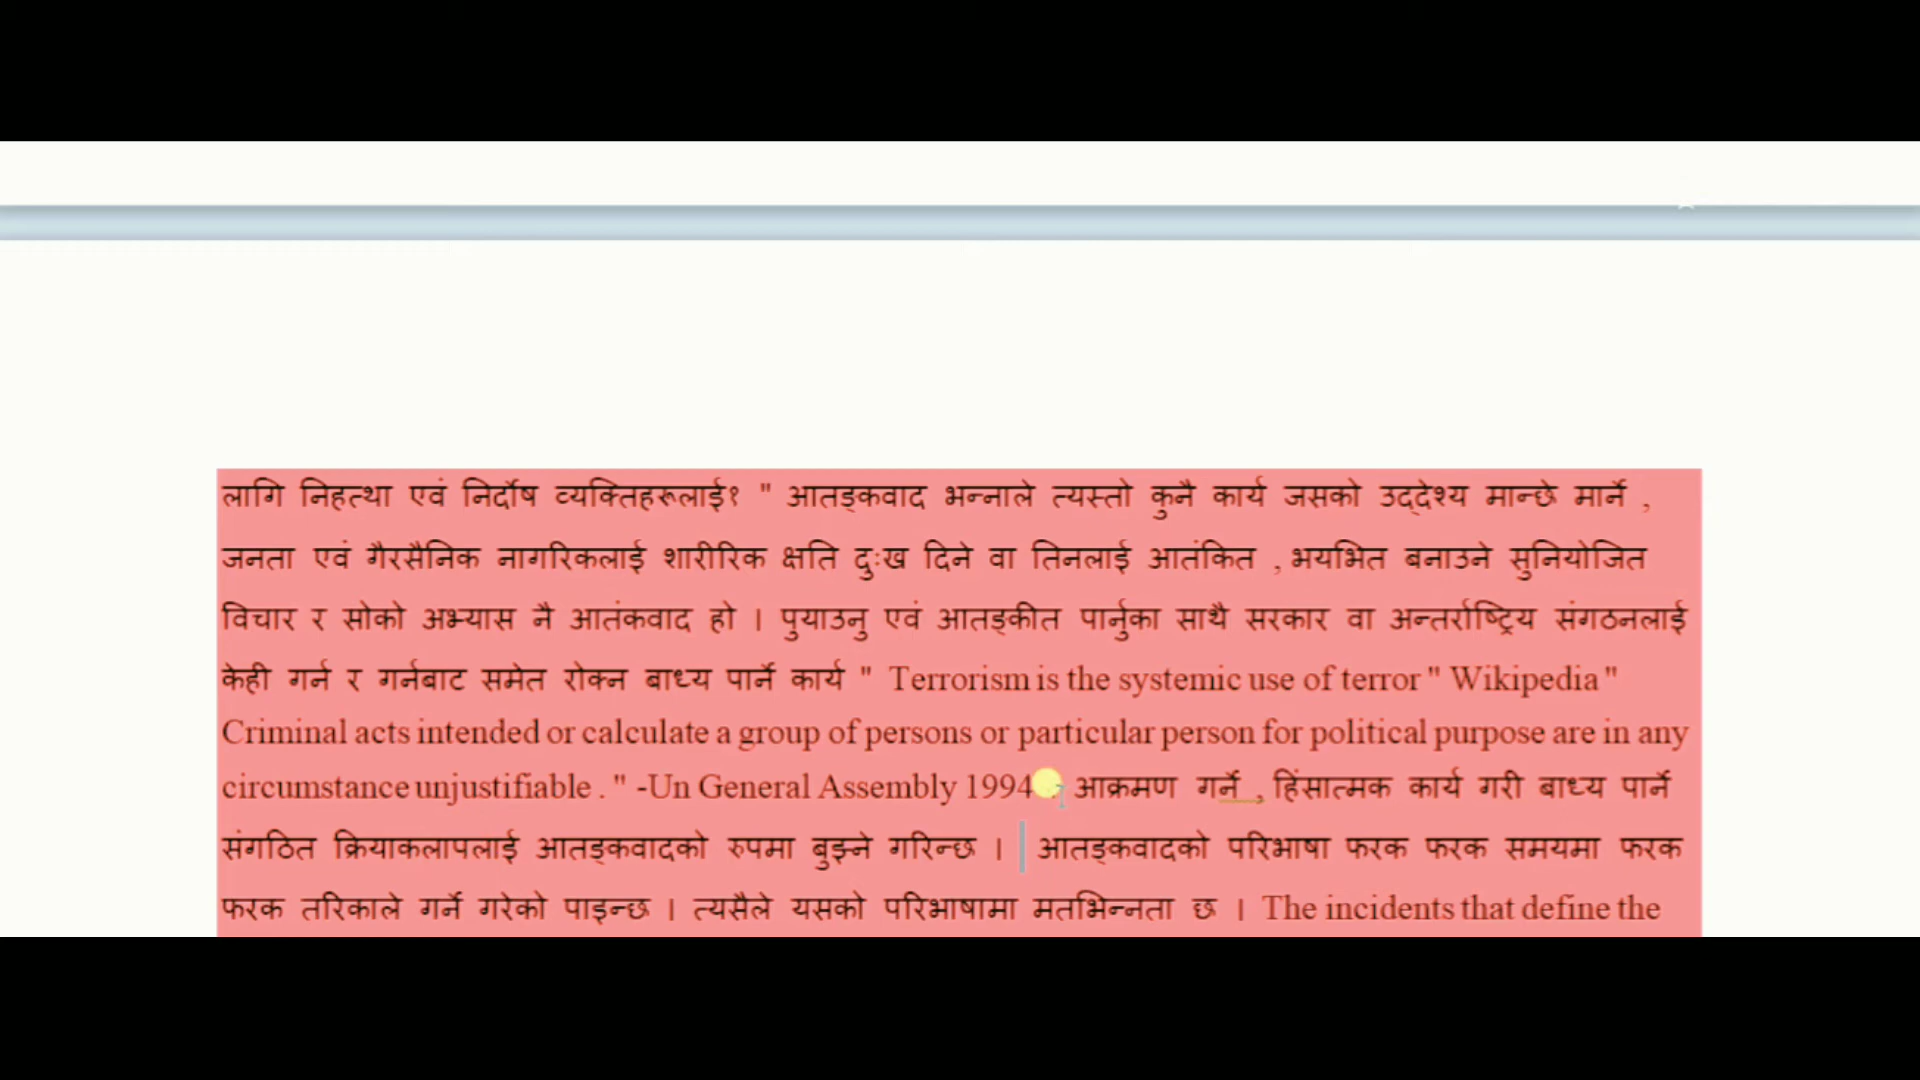 लागि निहत्था एवं निर्दोष व्यक्तिहरूलाई१ " आतङ्कवाद भन्नाले त्यस्तो कुनै कार्य जसको उद्देश्य मान्छे मार्ने ,
जनता एवं गैरसैनिक नागरिकलाई शारीरिक क्षति दुःख दिने वा तिनलाई आतंकित , भयभित बनाउने सुनियोजित
विचार र सोको अभ्यास नै आतंकवाद हो । पुयाउनु एवं आतङ्कीत पार्नुका साथै सरकार वा अन्तर्राष्ट्रिय संगठनलाई
केही गर्न र गर्नबाट समेत रोक्न बाध्य पार्ने कार्य " Terrorism is the systemic use of terror " Wikipedia "
Criminal acts intended or calculate a group of persons or particular person for political purpose are in any
circumstance unjustifiable . " -Un General Assembly 1994 आक्रमण गर्ने , हिंसात्मक कार्य गरी बाध्य पार्ने
संगठित क्रियाकलापलाई आतङ्कवादको रुपमा बुझ्ने गरिन्छ । आतङ्कवादको परिभाषा फरक फरक समयमा फरक
फरक तरिकाले गर्ने गरेको पाइन्छ । त्यसैले यसको परिभाषामा मतभिन्नता छ । The incidents that define the